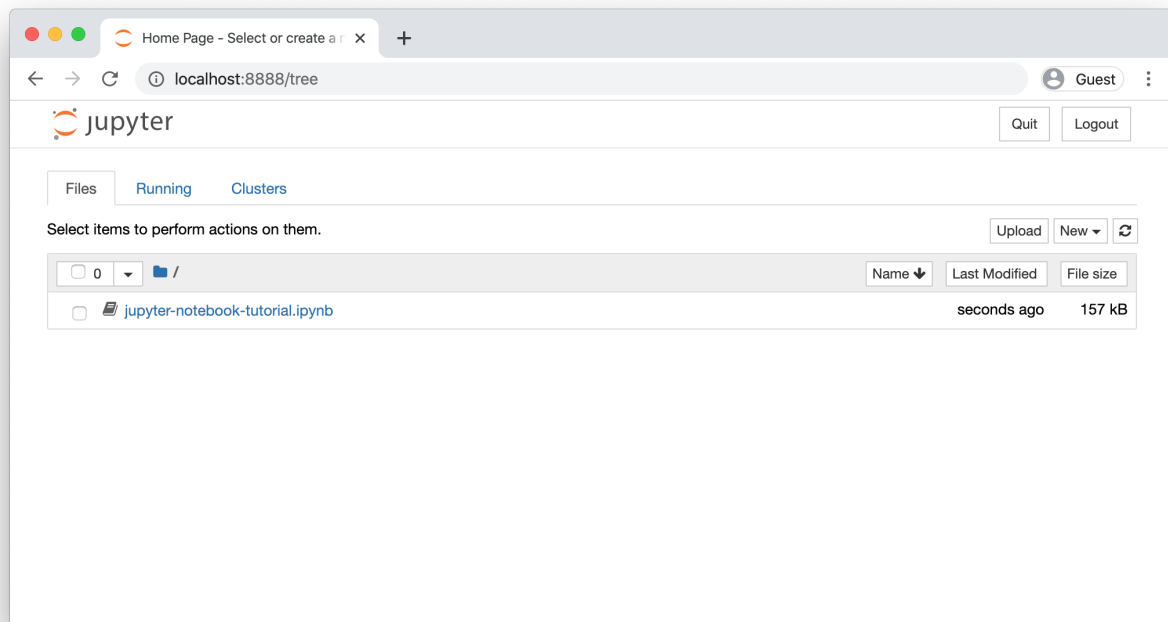 Home Page - Select or create a
localhost:8888/tree
Guest
jupyter
Quit
Logout
Files
Running
Clusters
Select items to perform actions on them.
Upload
New
0
/
Name
Last Modified
File size
jupyter-notebook-tutorial.ipynb
seconds ago
157 kB